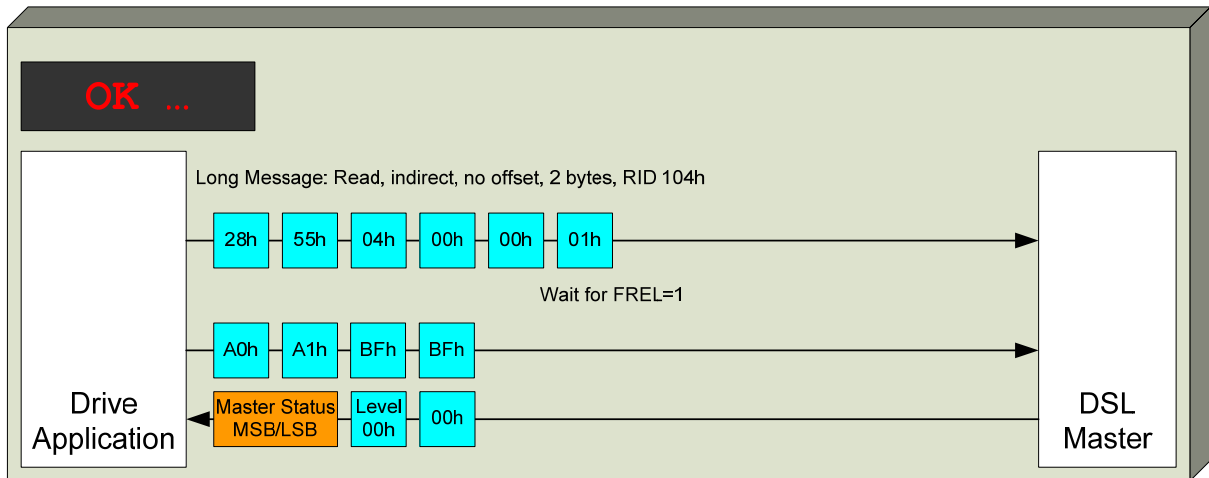 OK ...
Long Message: Read, indirect, no offset, 2 bytes, RID 104h
28h 55h 04h 00h 00h 01h
Wait for FREL=1
A0h A1h BFh BFh
Master Status
MSB/LSB
Level
00h
00h
Drive
Application
DSL
Master